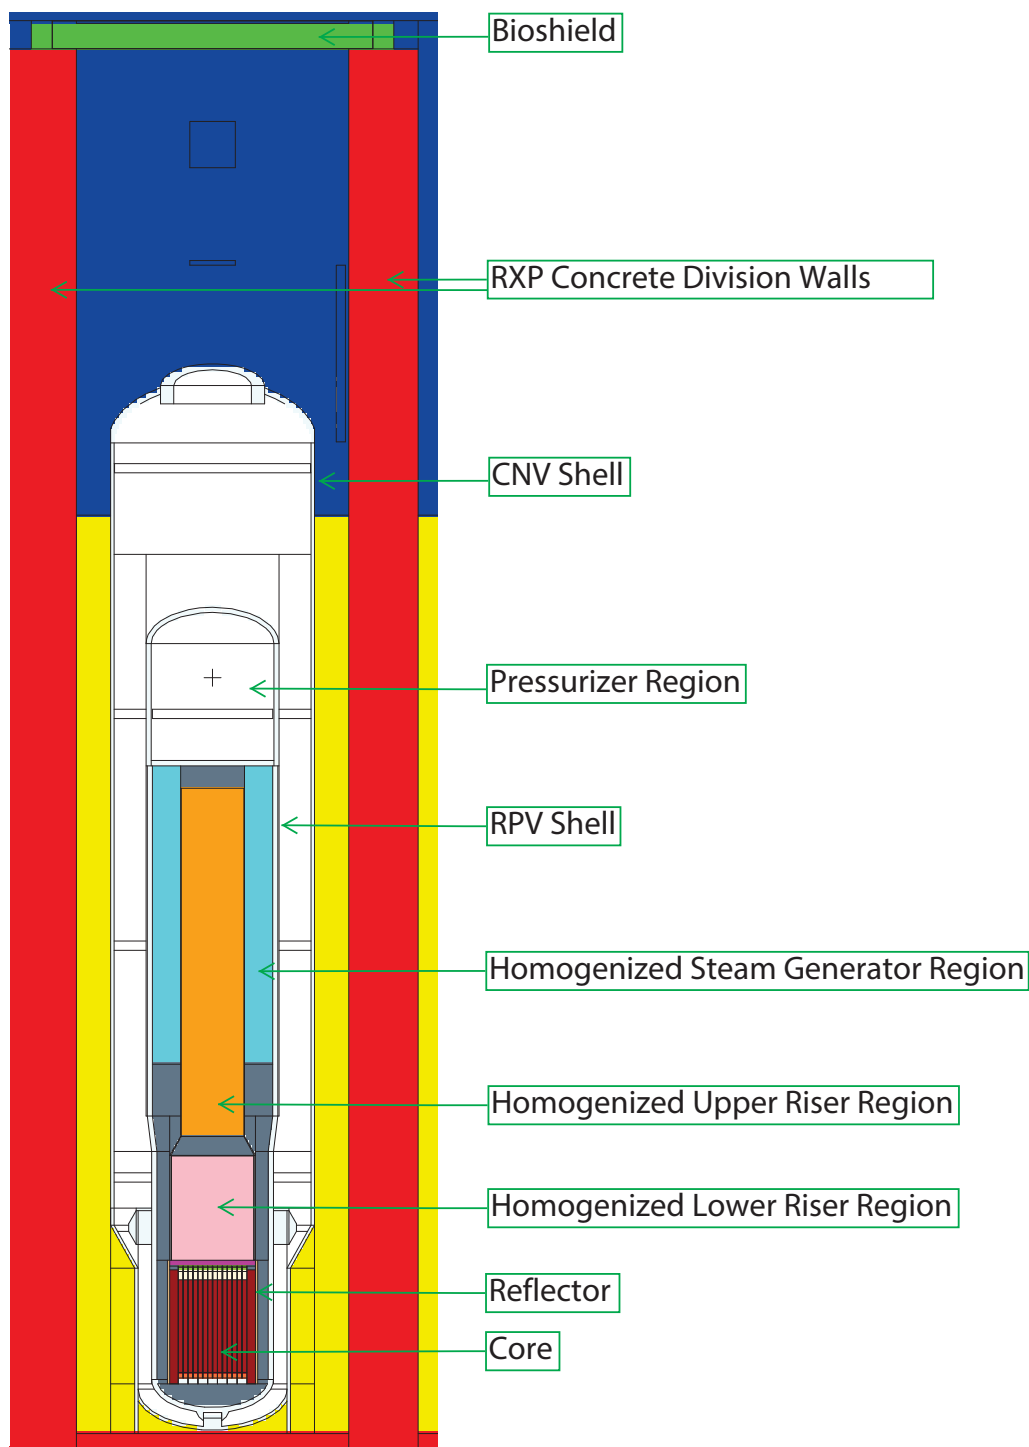 Bioshield
RXP Concrete Division Walls
CNV Shell
Pressurizer Region
RPV Shell
Homogenized Steam Generator Region
Homogenized Upper Riser Region
Homogenized Lower Riser Region
Reflector
Core